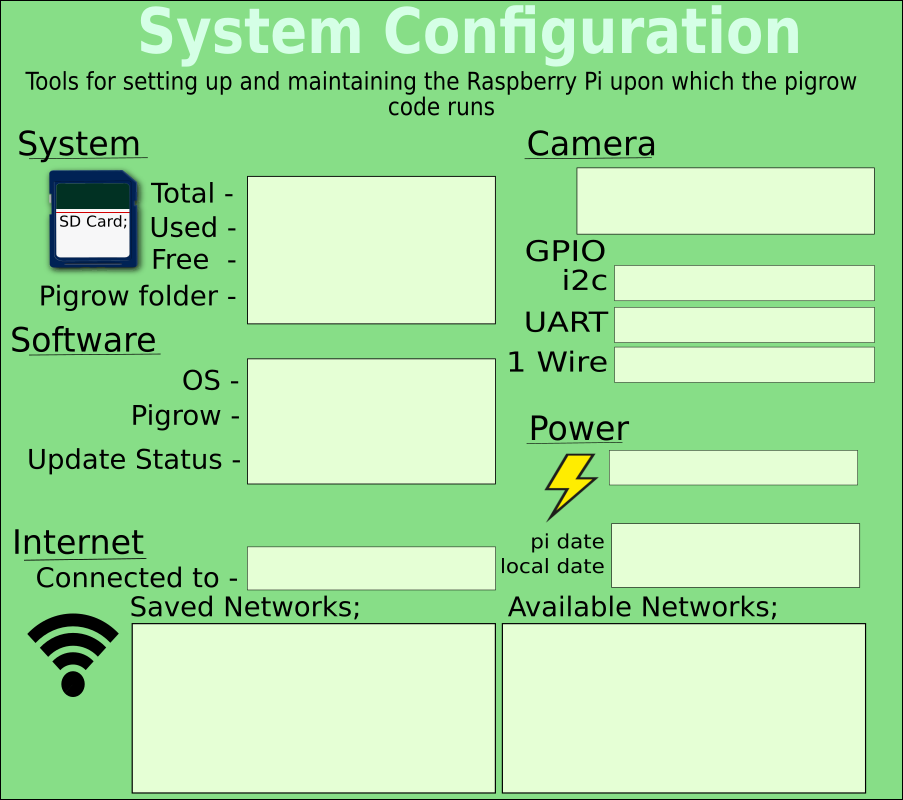 System Configuration
Tools for setting up and maintaining the Raspberry Pi upon which the pigrow
code runs
System
SD Card;
Total -
Used -
Free -
Pigrow folder -
Software
OS -
Pigrow -
Update Status -
Internet
Connected to -
Saved Networks;
Camera
GPIO
i2c
UART
1 Wire
Power
pi date
local date
Available Networks;